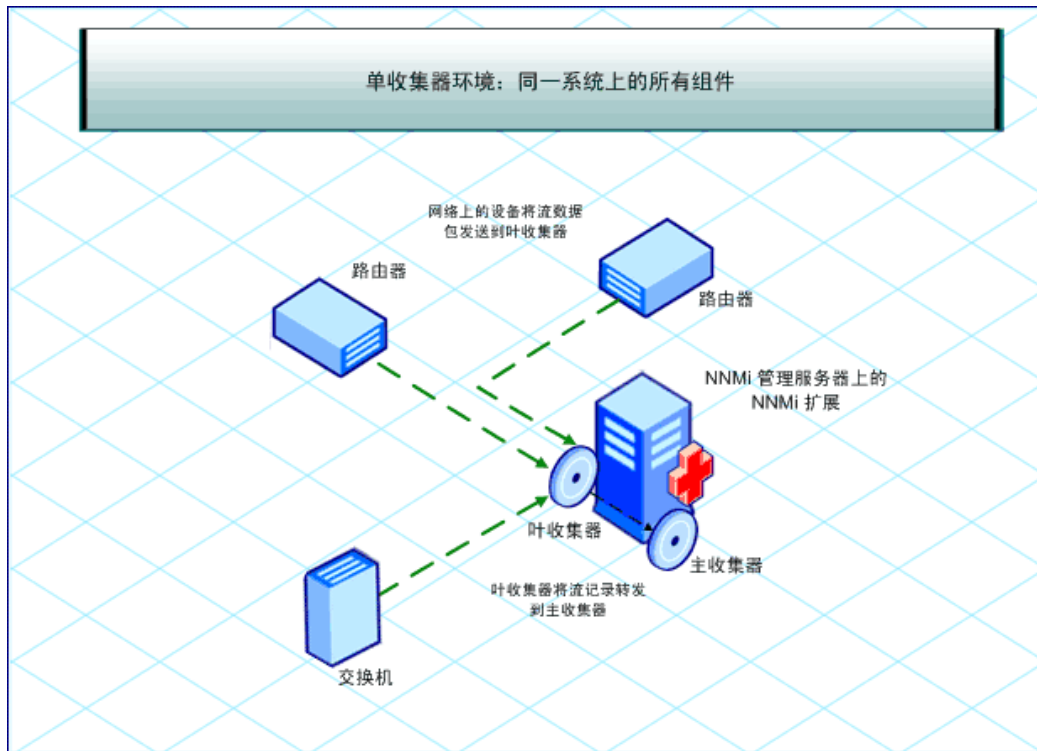 单收集器环境：同一系统上的所有组件
网络上的设备将流数据
包发送到叶收集器
路由器
路由器
NNMi 管理服务器上的
NNMi 扩展
叶收集器
主收集器
叶收集器将流记录转发
到主收集器
交换机